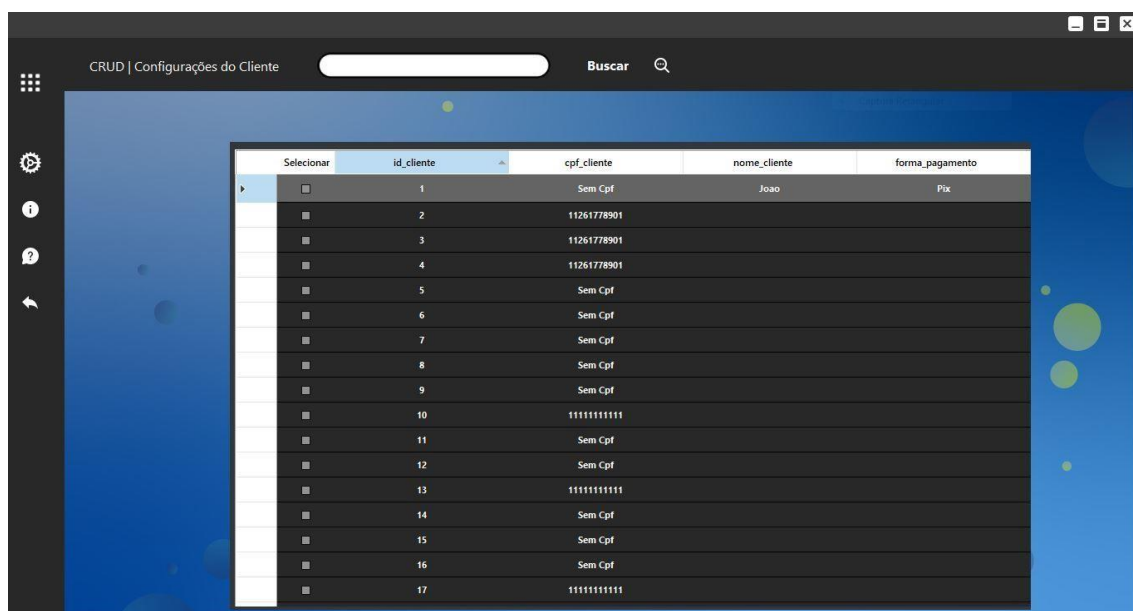 CRUD | Configurações do Cliente Buscar
Selecionar id_cliente cpf_cliente nome_cliente forma_pagamento
1 Sem Cpf Joao Pix
2 11261778901
3 11261778901
4 11261778901
5 Sem Cpf
6 Sem Cpf
7 Sem Cpf
8 Sem Cpf
9 Sem Cpf
10 11111111111
11 Sem Cpf
12 Sem Cpf
13 11111111111
14 Sem Cpf
15 Sem Cpf
16 Sem Cpf
17 11111111111